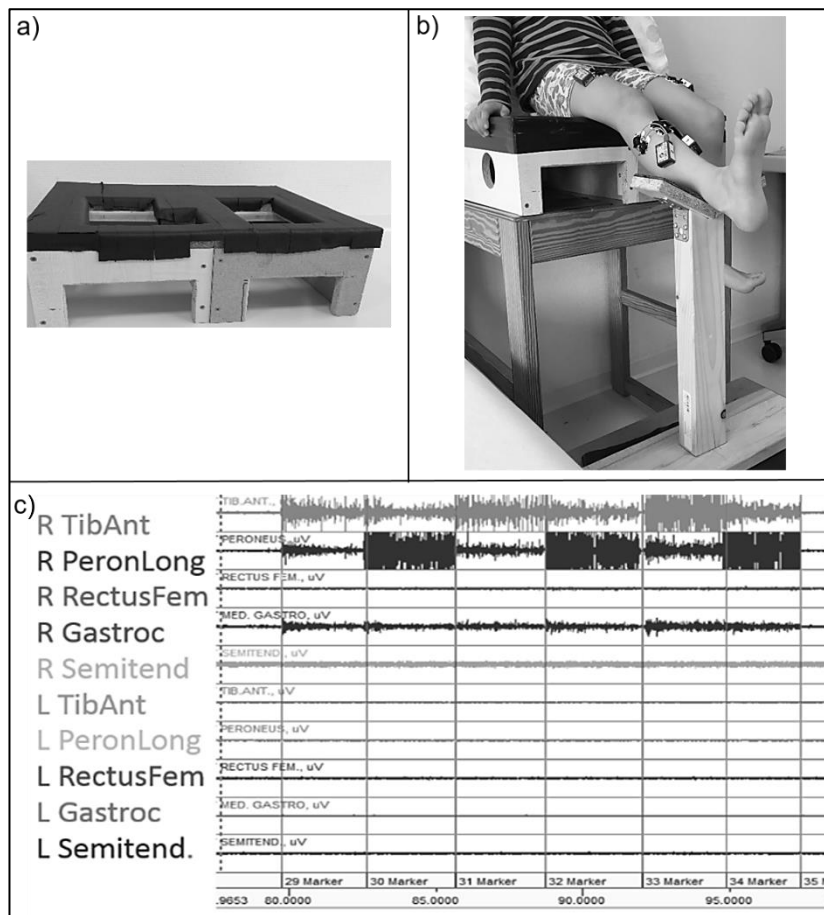 a)
b)
c)
R TibAnt
R PeronLong
R RectusFem
R Gastroc
R Semitend
L TibAnt
L PeronLong
L RectusFem
L Gastroc
L Semitend.
TIB.ANT., uV
PERONEUS, uV
RECTUS FEM., uV
MED. GASTRO, uV
SEMITEND., uV
TIB.ANT., uV
PERONEUS, uV
RECTUS FEM., uV
MED. GASTRO, uV
SEMITEND., uV
29 Marker 30 Marker 31 Marker 32 Marker 33 Marker 34 Marker 35 M
.9653 80.0000 85.0000 90.0000 95.0000